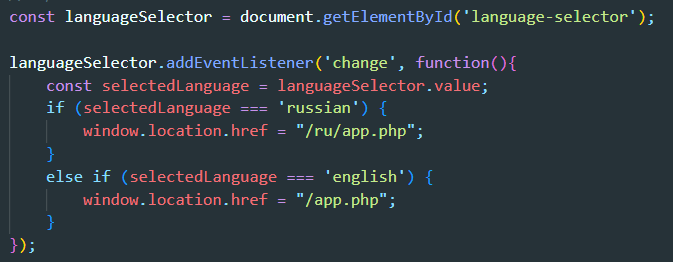 const languageSelector = document.getElementById('language-selector');

languageSelector.addEventListener('change', function(){
    const selectedLanguage = languageSelector.value;
    if (selectedLanguage === 'russian') {
        window.location.href = "/ru/app.php";
    }
    else if (selectedLanguage === 'english') {
        window.location.href = "/app.php";
    }
});